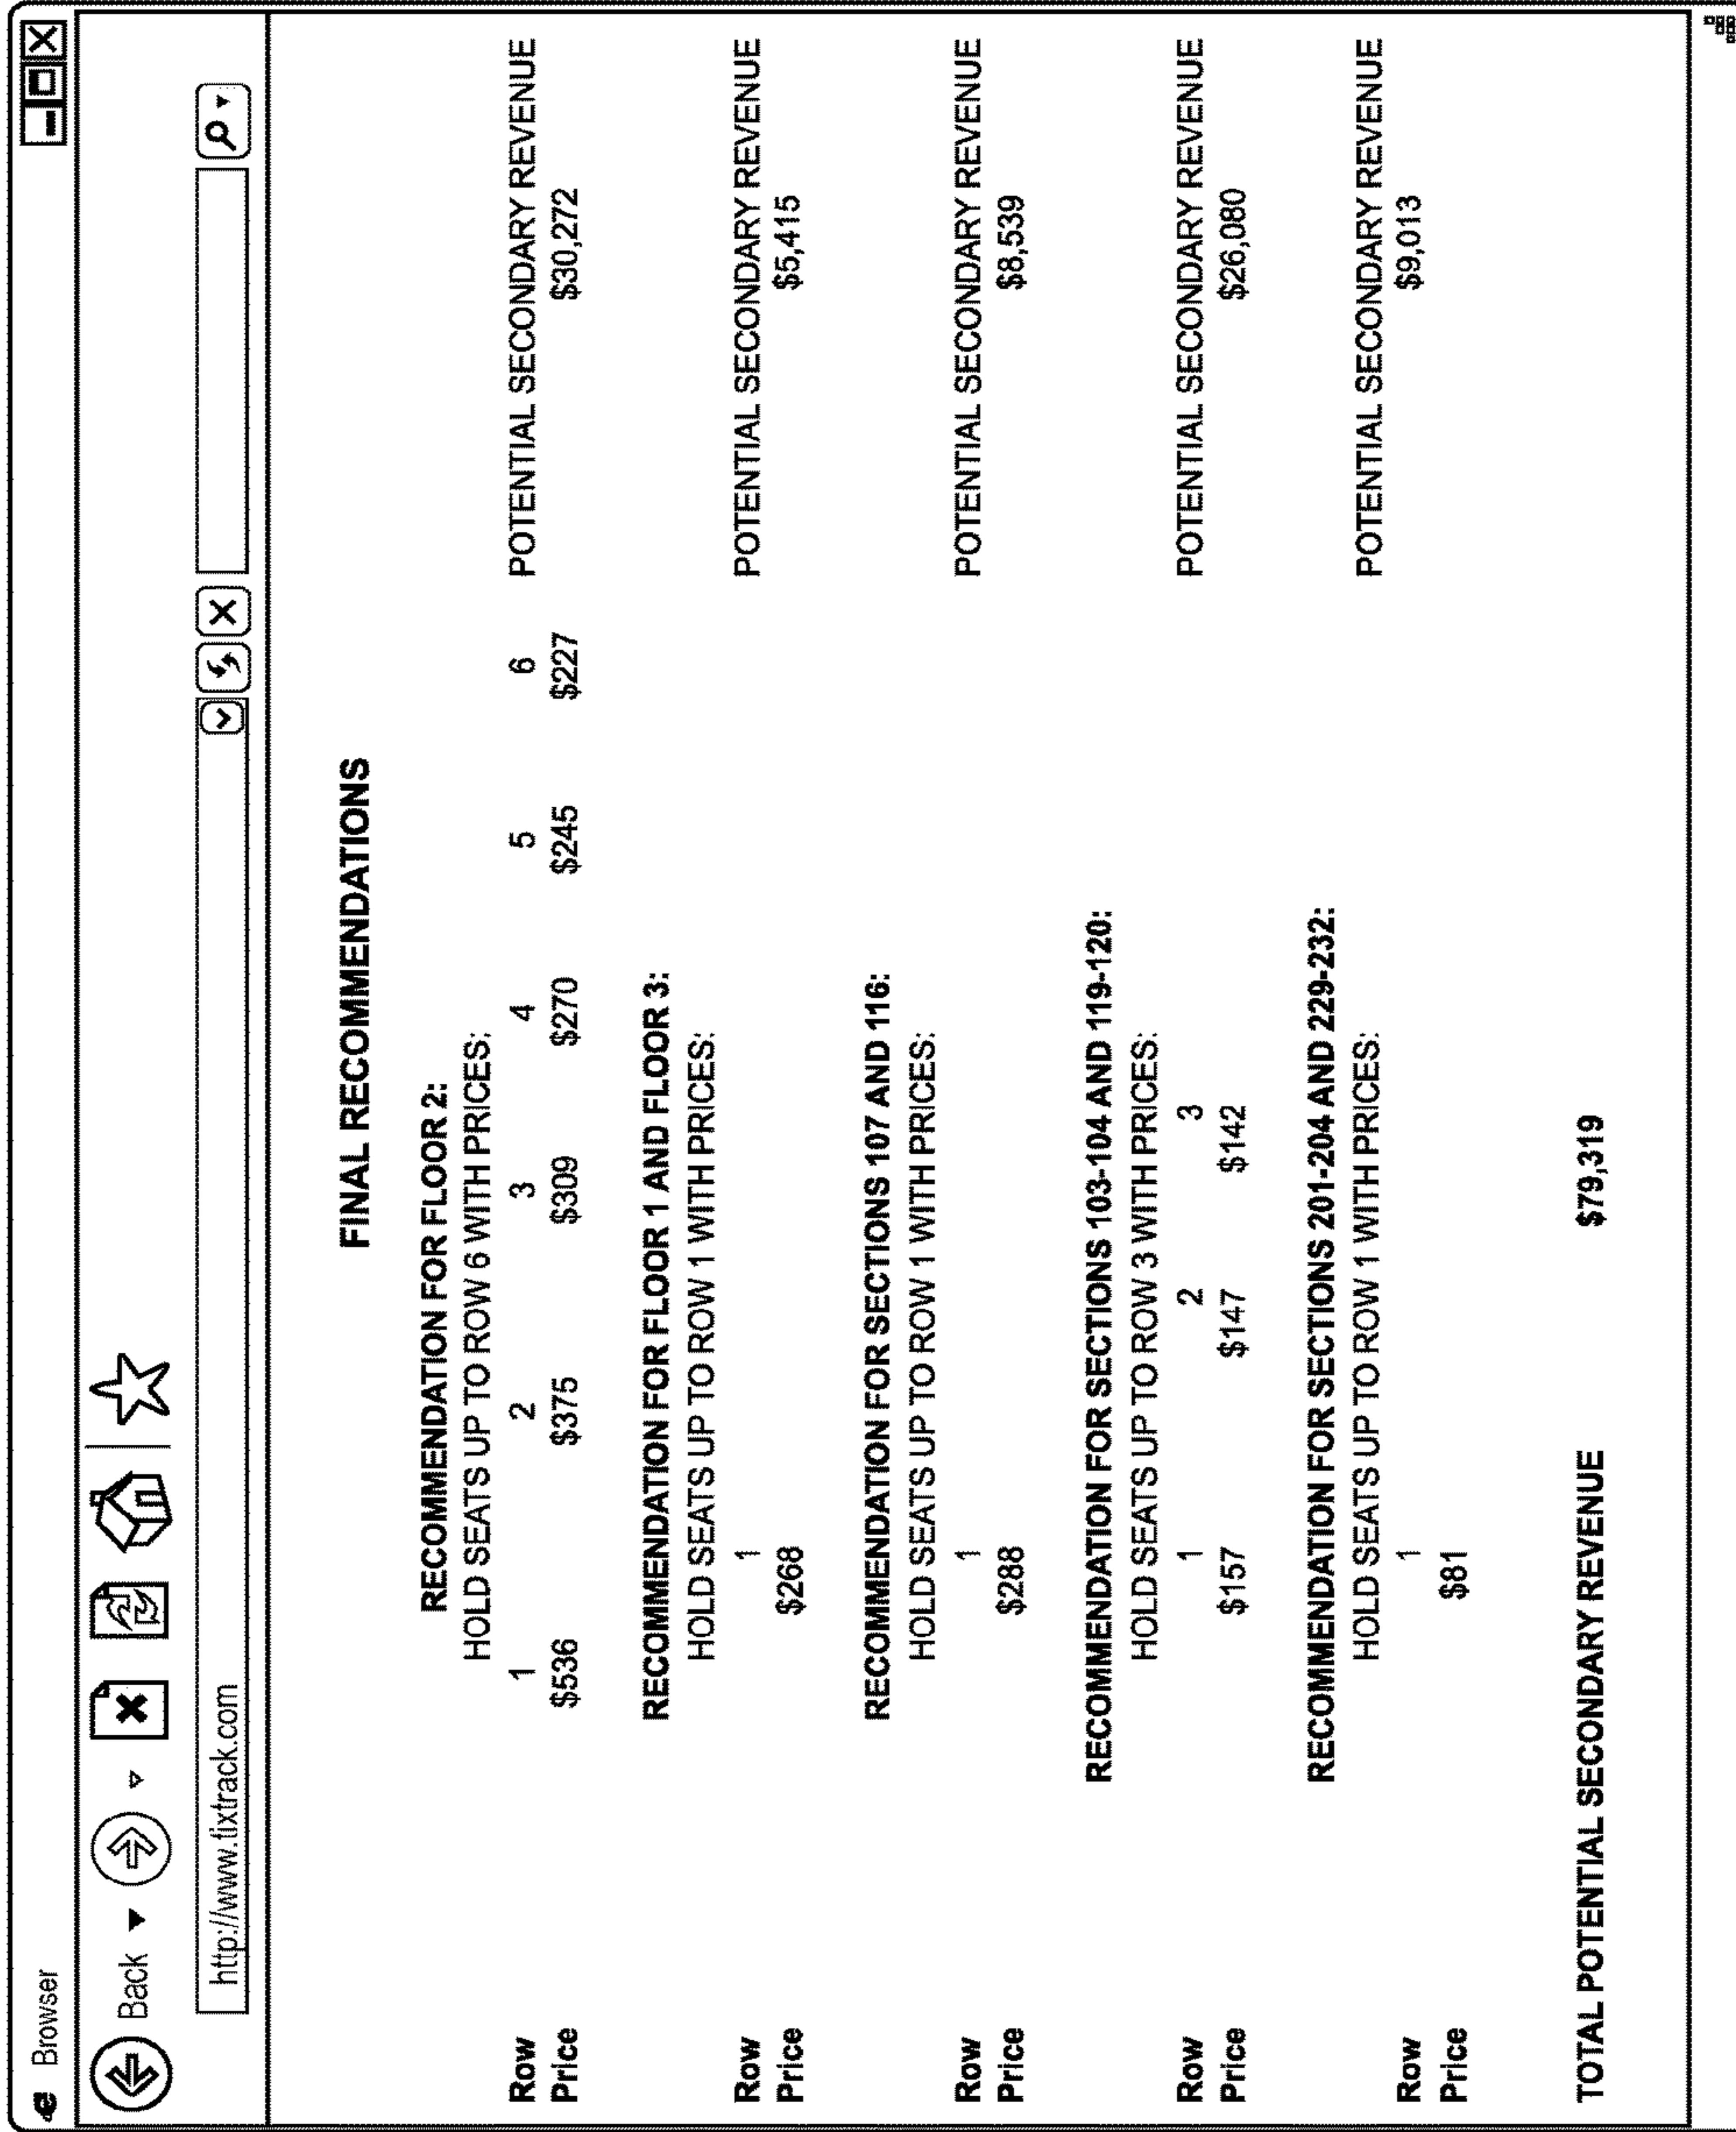 Browser
Back
http://www.tixtrack.com
FINAL RECOMMENDATIONS
RECOMMENDATION FOR FLOOR 2:
HOLD SEATS UP TO ROW 6 WITH PRICES:
Row 1 2 3 4 5 6 POTENTIAL SECONDARY REVENUE
Price $536 $375 $309 $270 $245 $227 $30,272
RECOMMENDATION FOR FLOOR 1 AND FLOOR 3:
HOLD SEATS UP TO ROW 1 WITH PRICES:
Row 1 POTENTIAL SECONDARY REVENUE
Price $268 $5,415
RECOMMENDATION FOR SECTIONS 107 AND 116:
HOLD SEATS UP TO ROW 1 WITH PRICES:
Row 1 POTENTIAL SECONDARY REVENUE
Price $288 $8,539
RECOMMENDATION FOR SECTIONS 103-104 AND 119-120:
HOLD SEATS UP TO ROW 3 WITH PRICES:
Row 1 2 3 POTENTIAL SECONDARY REVENUE
Price $157 $147 $142 $26,080
RECOMMENDATION FOR SECTIONS 201-204 AND 229-232:
HOLD SEATS UP TO ROW 1 WITH PRICES:
POTENTIAL SECONDARY REVENUE
Row 1 $9,013
Price $81
TOTAL POTENTIAL SECONDARY REVENUE $79,319